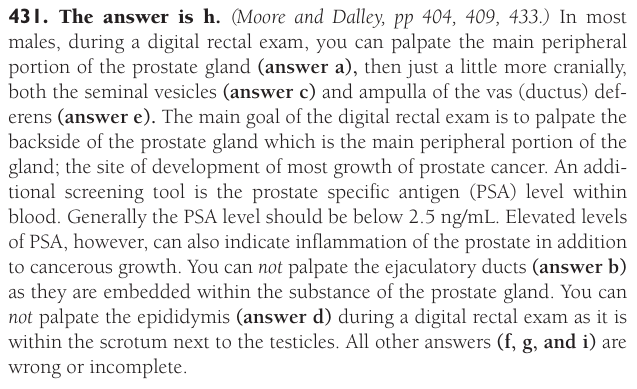 431. The answer is h. (Moore and Dalley, pp 404, 409, 433.) In most
males, during a digital rectal exam, you can palpate the main peripheral
portion of the prostate gland (answer a), then just a little more cranially,
both the seminal vesicles (answer c) and ampulla of the vas (ductus) def-
erens (answer e). The main goal of the digital rectal exam is to palpate the
backside of the prostate gland which is the main peripheral portion of the
gland; the site of development of most growth of prostate cancer. An addi-
tional screening tool is the prostate specific antigen (PSA) level within
blood. Generally the PSA level should be below 2.5 ng/mL. Elevated levels
of PSA, however, can also indicate inflammation of the prostate in addition
to cancerous growth. You can not palpate the ejaculatory ducts (answer b)
as they are embedded within the substance of the prostate gland. You can
not palpate the epididymis (answer d) during a digital rectal exam as it is
within the scrotum next to the testicles. All other answers (f, g, and i) are
wrong or incomplete.